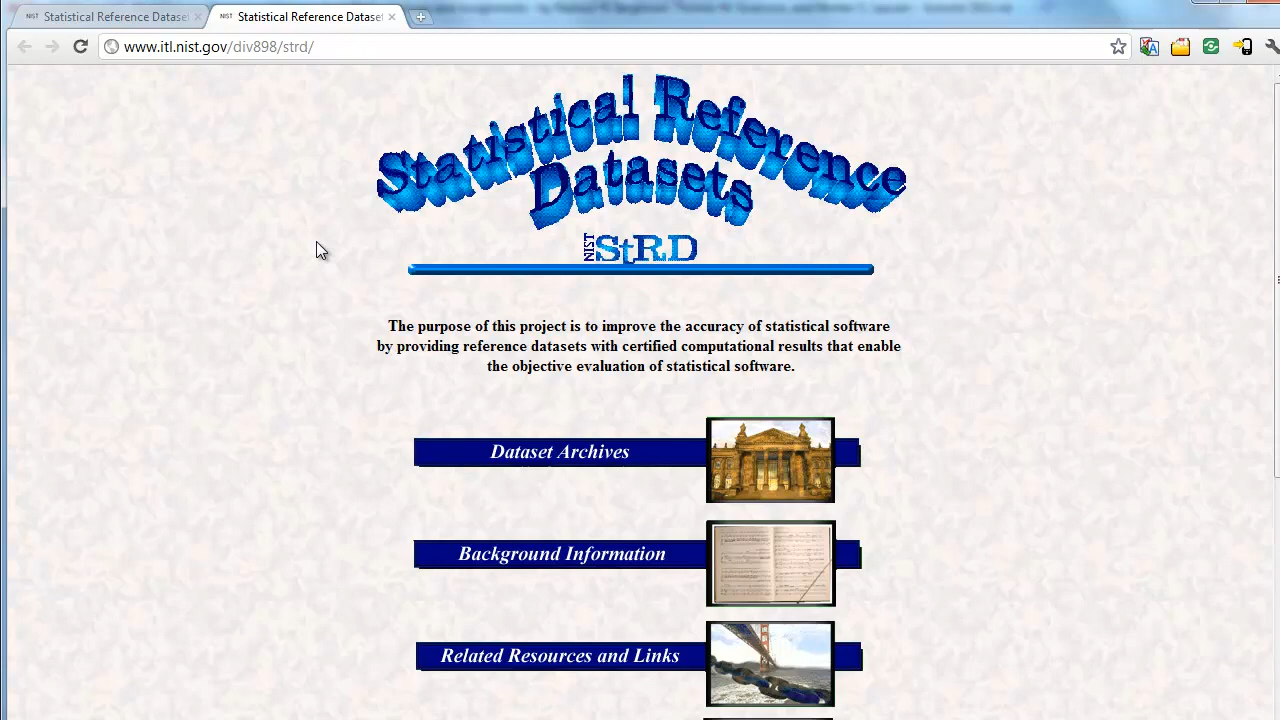 Statistical Reference Dataset
Statistical Reference Dataset
www.itl.nist.gov/div898/strd/
Statistical Reference
Datasets
NIST StRD
The purpose of this project is to improve the accuracy of statistical software
by providing reference datasets with certified computational results that enable
the objective evaluation of statistical software.
Dataset Archives
Background Information
Related Resources and Links